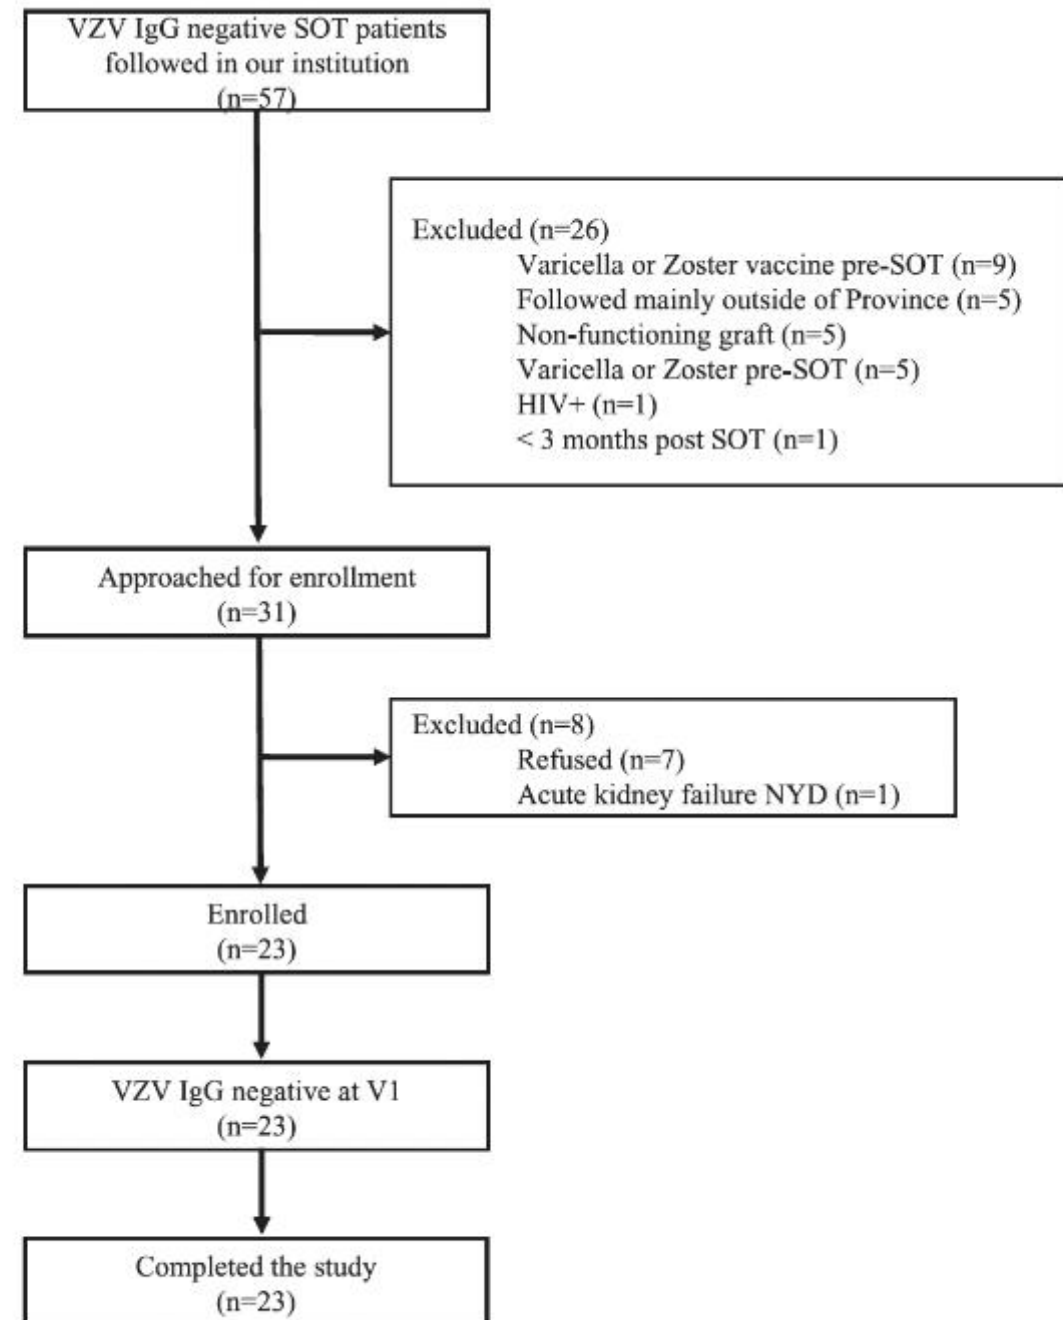 VZV IgG negative SOT patients
followed in our institution
(n=57)
Excluded (n=26)
Varicella or Zoster vaccine pre-SOT (n=9)
Followed mainly outside of Province (n=5)
Non-functioning graft (n=5)
Varicella or Zoster pre-SOT (n=5)
HIV+ (n=1)
< 3 months post SOT (n=1)
Approached for enrollment
(n=31)
Excluded (n=8)
Refused (n=7)
Acute kidney failure NYD (n=1)
Enrolled
(n=23)
VZV IgG negative at V1
(n=23)
Completed the study
(n=23)